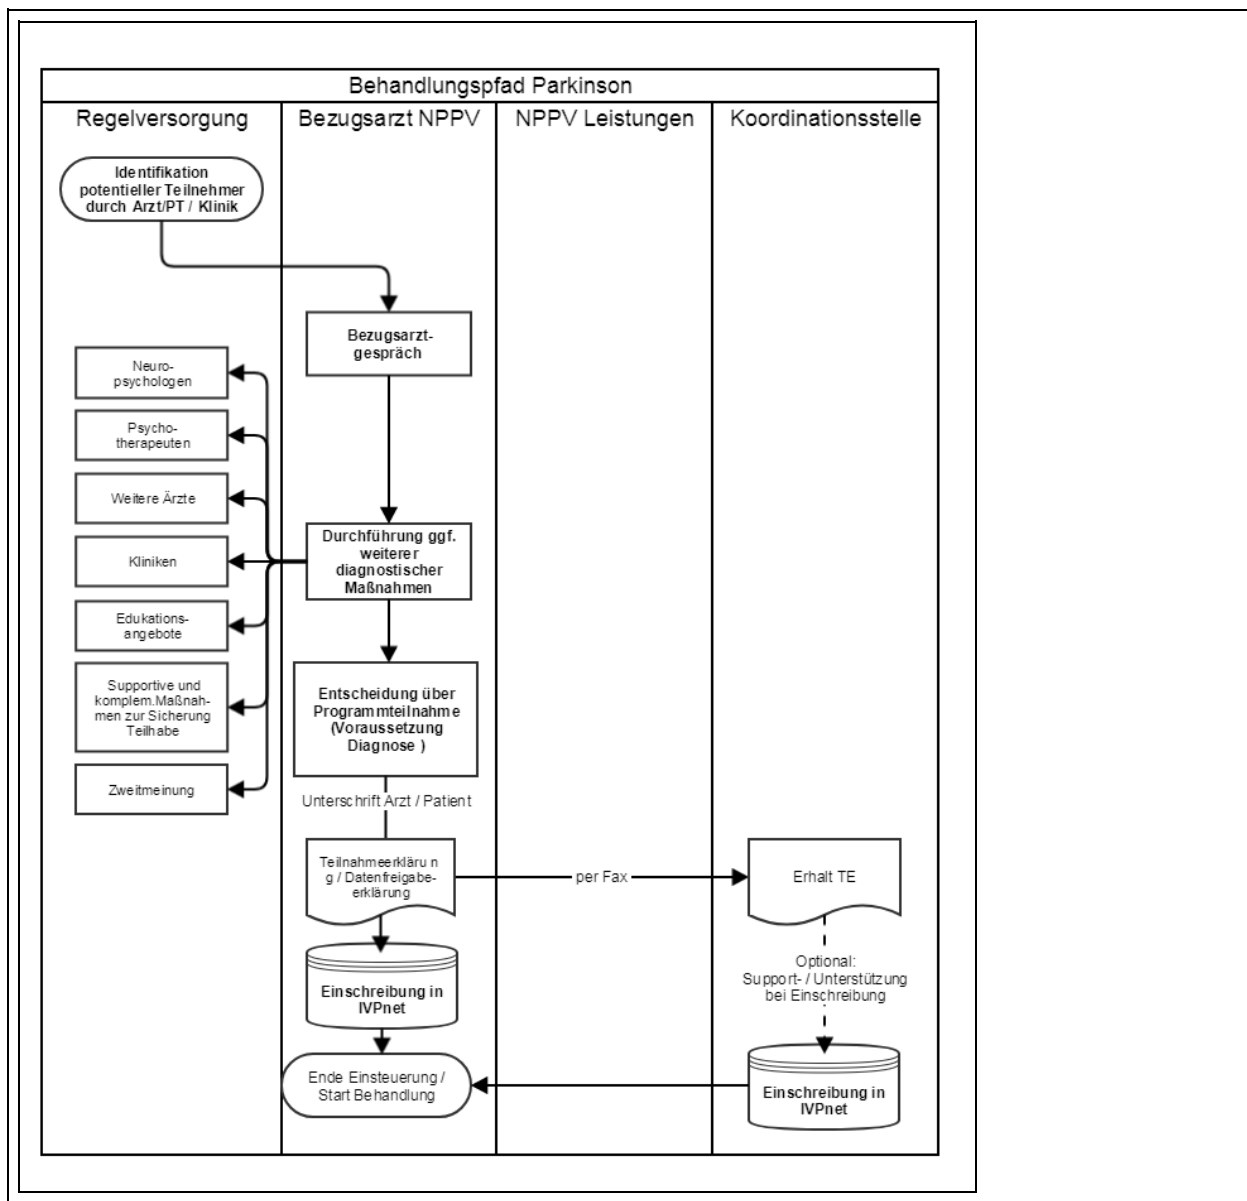 Behandlungspfad Parkinson
Regelversorgung
Bezugsarzt NPPV
NPPV Leistungen
Koordinationsstelle
Identifikation
potentieller Teilnehmer
durch Arzt/PT / Klinik
Bezugsarzt-
gespräch
Neuro-
psychologen
Psycho-
therapeuten
Weitere Ärzte
Kliniken
Edukations-
angebote
Supportive und
komplem.Maßnah-
men zur Sicherung
Teilhabe
Zweitmeinung
Durchführung ggf.
weiterer
diagnostischer
Maßnahmen
Entscheidung über
Programmteilnahme
(Voraussetzung
Diagnose )
Unterschrift Arzt / Patient
Teilnahmeerkläru n
g / Datenfreigabe-
erklärung
per Fax
Erhalt TE
Optional:
Support- / Unterstützung
bei Einschreibung
Einschreibung in
IVPnet
Ende Einsteuerung /
Start Behandlung
Einschreibung in
IVPnet